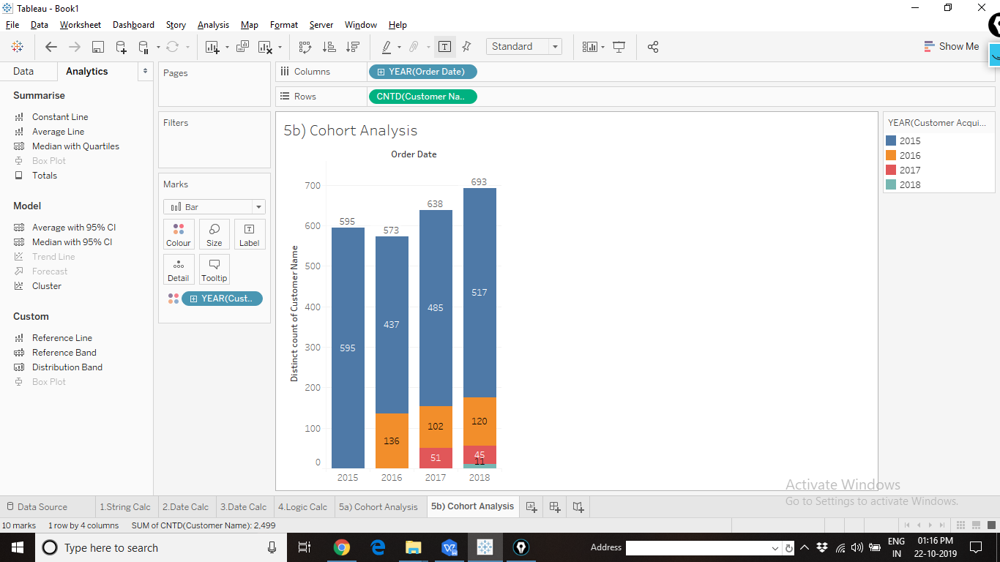 Tableau - Book1
File Data Worksheet Dashboard Story Analysis Map Format Server Window Help
Standard
Show Me
Data Analytics
Summarise
Constant Line
Average Line
Median with Quartiles
Box Plot
Totals
Model
Average with 95% CI
Median with 95% CI
Trend Line
Forecast
Cluster
Custom
Reference Line
Reference Band
Distribution Band
Box Plot
Pages
Filters
Marks
Bar
Colour Size Label
Detail Tooltip
YEAR(Cust..
Columns YEAR(Order Date)
Rows CNTD(Customer Na..
5b) Cohort Analysis
Order Date
Distinct count of Customer Name
700
600
500
400
300
200
100
0
595 573 638 693
595 437 485 517
136 102 120
51 45
11
2015 2016 2017 2018
YEAR(Customer Acqui...
2015
2016
2017
2018
Activate Windows
Go to Settings to activate Windows.
Data Source 1.String Calc 2.Date Calc 3.Date Calc 4.Logic Calc 5a) Cohort Analysis 5b) Cohort Analysis
10 marks 1 row by 4 columns SUM of CNTD(Customer Name): 2,499
Type here to search
Address
ENG
IN
01:16 PM
22-10-2019